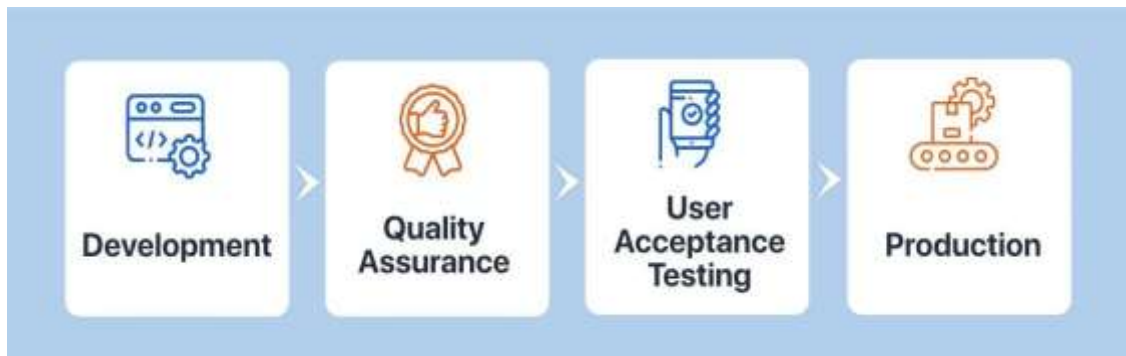 </>
Development
Quality
Assurance
User
Acceptance
Testing
Production